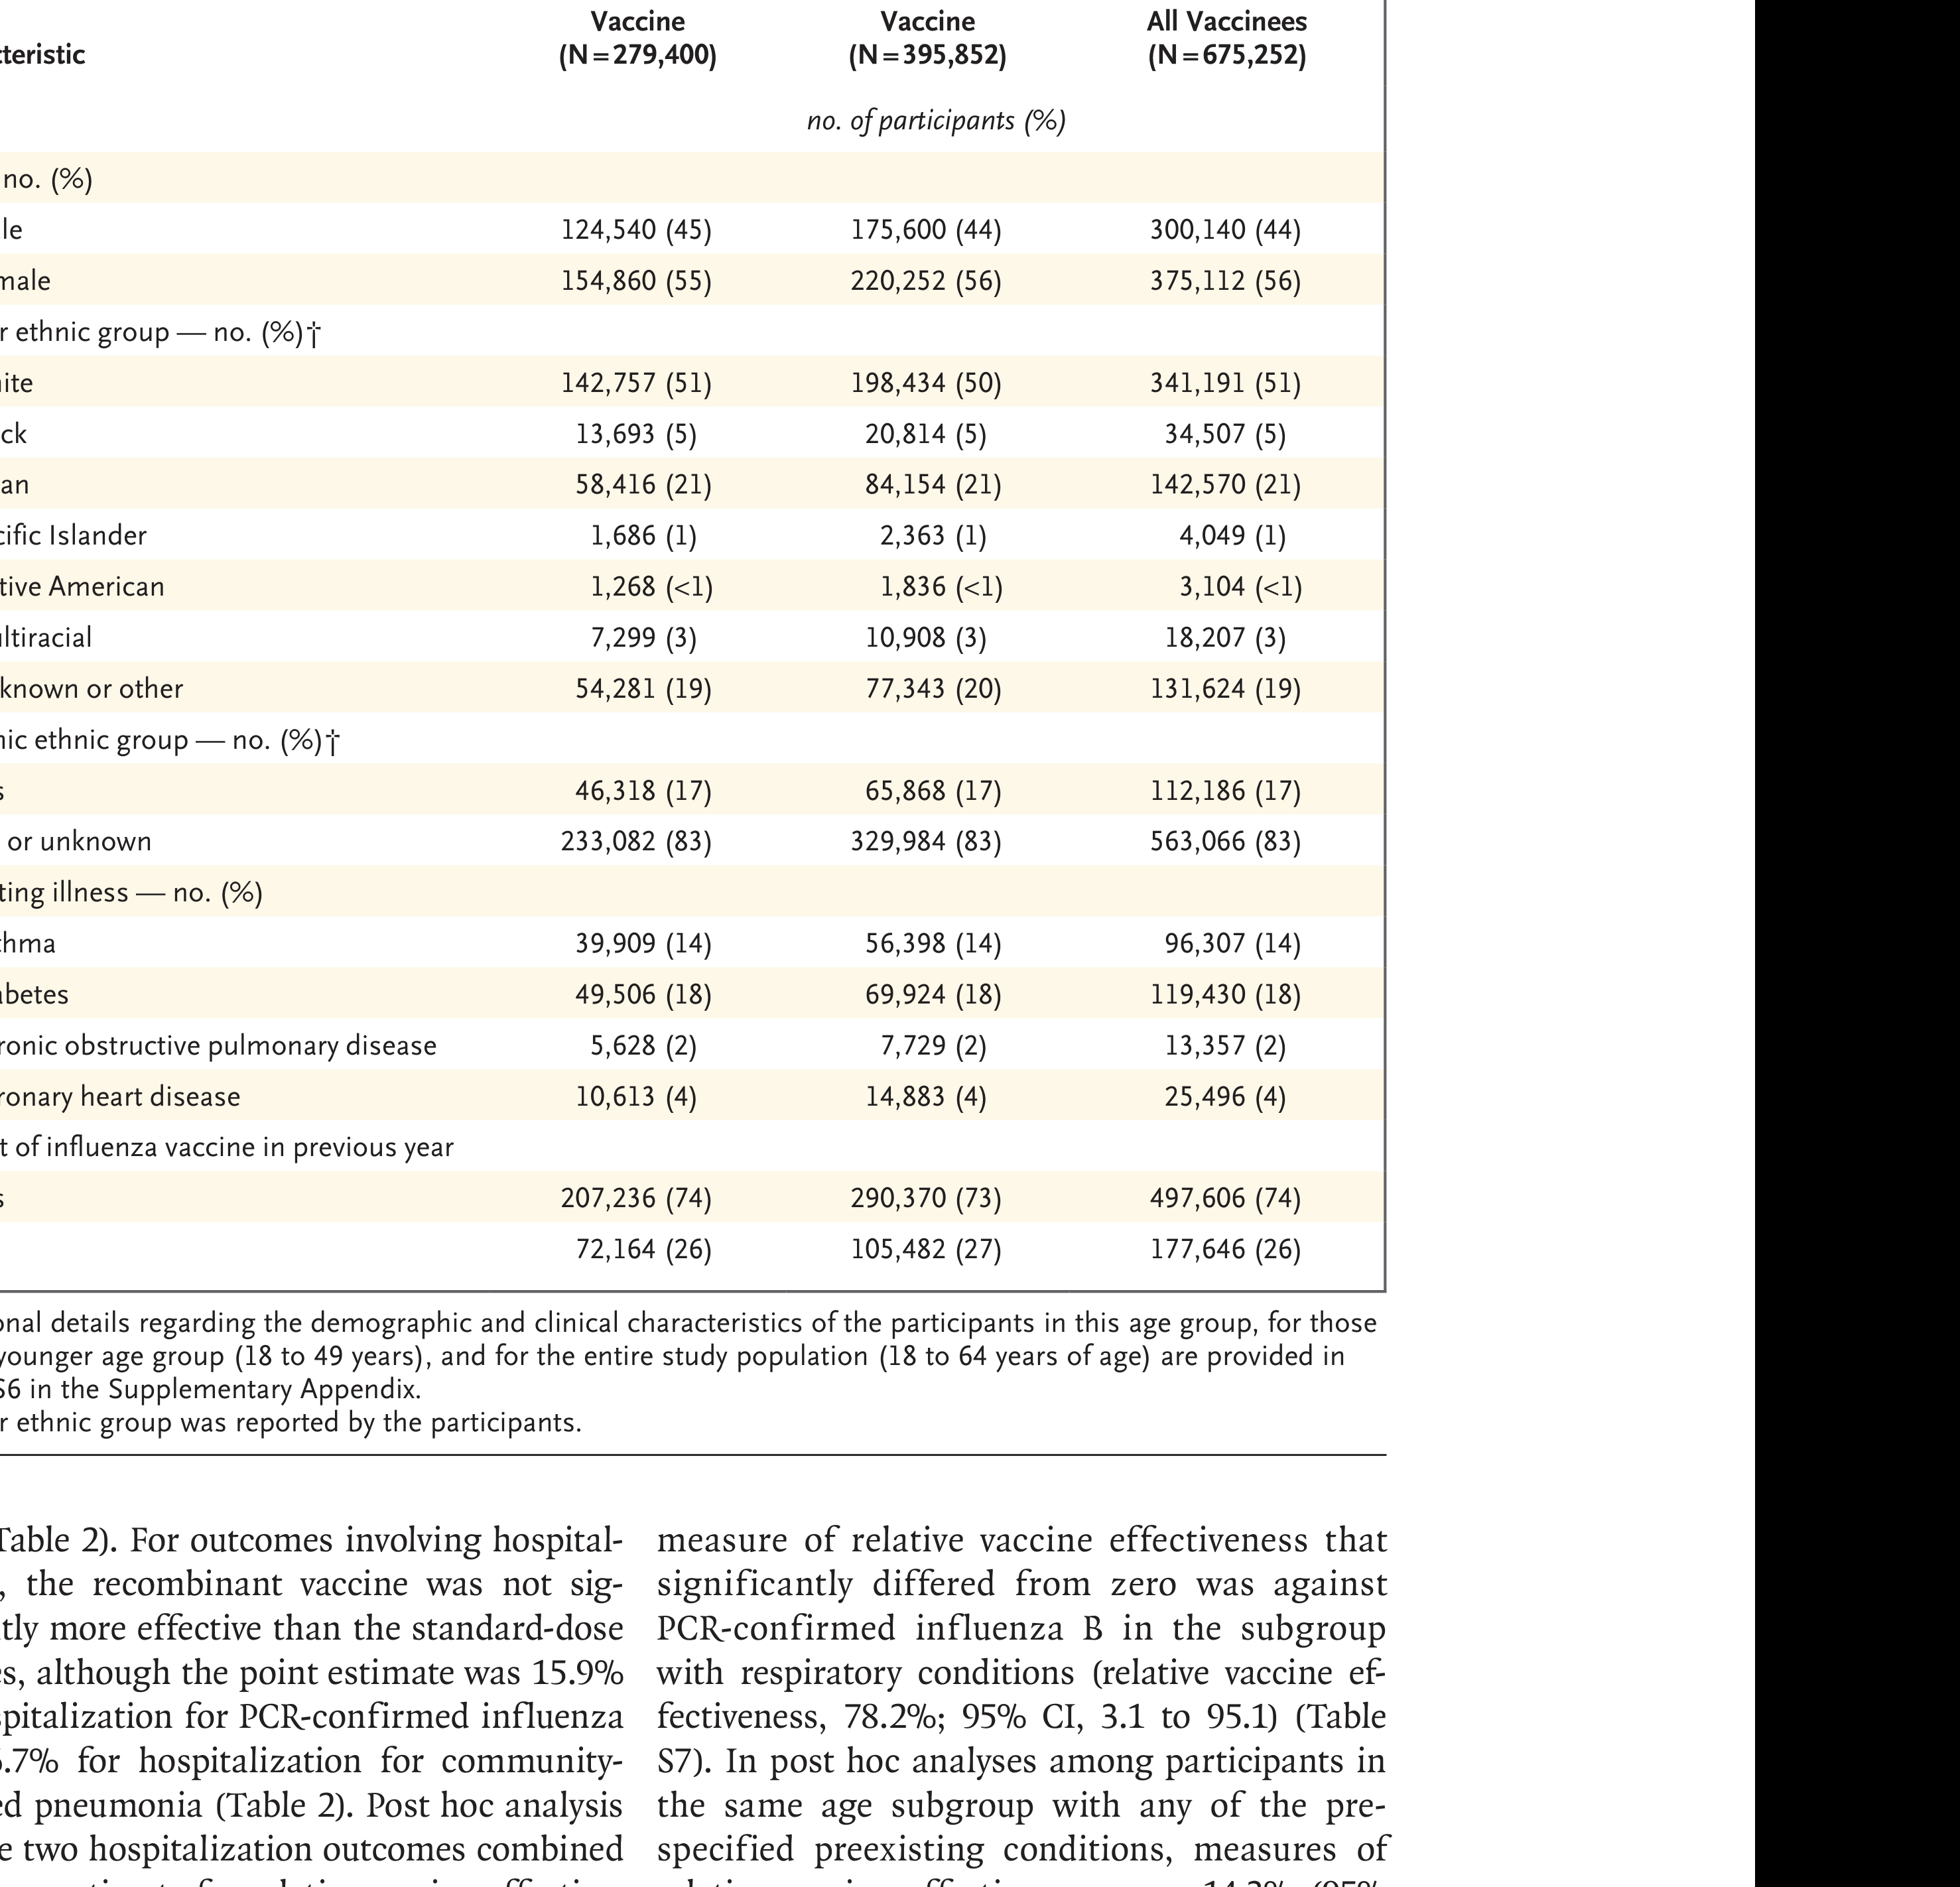 Vaccine Vaccine All Vaccinees
teristic (N=279,400) (N=395,852) (N=675,252)
no. of participants (%)
no. (%)
le 124,540 (45) 175,600 (44) 300,140 (44)
male 154,860 (55) 220,252 (56) 375,112 (56)
r ethnic group — no. (%)†
ite 142,757 (51) 198,434 (50) 341,191 (51)
ck 13,693 (5) 20,814 (5) 34,507 (5)
an 58,416 (21) 84,154 (21) 142,570 (21)
cific Islander 1,686 (1) 2,363 (1) 4,049 (1)
tive American 1,268 (<1) 1,836 (<1) 3,104 (<1)
ltiracial 7,299 (3) 10,908 (3) 18,207 (3)
known or other 54,281 (19) 77,343 (20) 131,624 (19)
nic ethnic group — no. (%)†
s 46,318 (17) 65,868 (17) 112,186 (17)
or unknown 233,082 (83) 329,984 (83) 563,066 (83)
ting illness — no. (%)
thma 39,909 (14) 56,398 (14) 96,307 (14)
abetes 49,506 (18) 69,924 (18) 119,430 (18)
ronic obstructive pulmonary disease 5,628 (2) 7,729 (2) 13,357 (2)
ronary heart disease 10,613 (4) 14,883 (4) 25,496 (4)
t of influenza vaccine in previous year
s 207,236 (74) 290,370 (73) 497,606 (74)
72,164 (26) 105,482 (27) 177,646 (26)
onal details regarding the demographic and clinical characteristics of the participants in this age group, for those
younger age group (18 to 49 years), and for the entire study population (18 to 64 years of age) are provided in
S6 in the Supplementary Appendix.
r ethnic group was reported by the participants.
Table 2). For outcomes involving hospital-
, the recombinant vaccine was not sig-
tly more effective than the standard-dose
es, although the point estimate was 15.9%
spitalization for PCR-confirmed influenza
6.7% for hospitalization for community-
ed pneumonia (Table 2). Post hoc analysis
e two hospitalization outcomes combined
measure of relative vaccine effectiveness that
significantly differed from zero was against
PCR-confirmed influenza B in the subgroup
with respiratory conditions (relative vaccine ef-
fectiveness, 78.2%; 95% CI, 3.1 to 95.1) (Table
S7). In post hoc analyses among participants in
the same age subgroup with any of the pre-
specified preexisting conditions, measures of